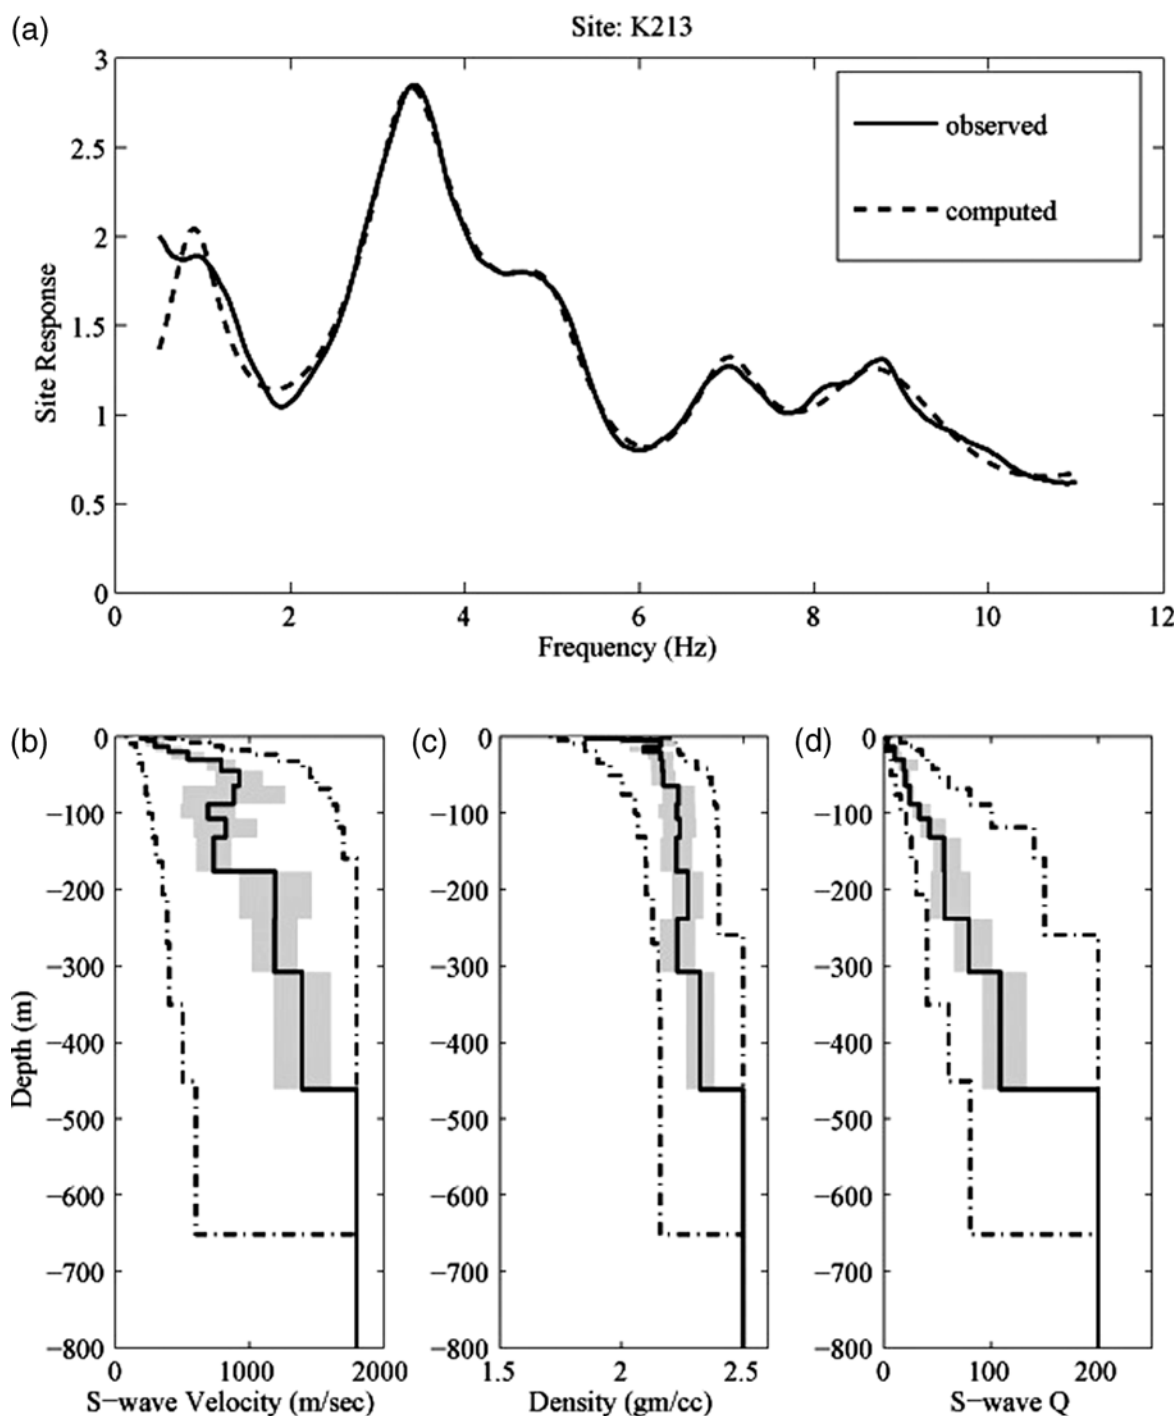 (a)
Site: K213
3
2.5
2
1.5
1
0.5
0
Site Response
observed
computed
0 2 4 6 8 10 12
Frequency (Hz)
(b)
0
−100
−200
−300
−400
−500
−600
−700
−800
Depth (m)
0 1000 2000
S−wave Velocity (m/sec)
(c)
0
−100
−200
−300
−400
−500
−600
−700
−800
1.5 2 2.5
Density (gm/cc)
(d)
0
−100
−200
−300
−400
−500
−600
−700
−800
0 100 200
S−wave Q